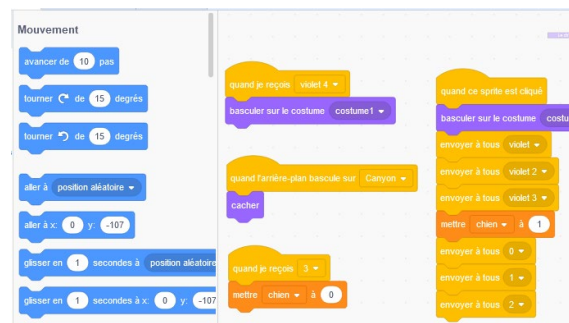 Mouvement
avancer de 10 pas
tourner de 15 degrés
tourner de 15 degrés
aller à position aléatoire
aller à x: 0 y: -107
glisser en 1 secondes à position aléatoire
glisser en 1 secondes à x: 0 y: -107
quand je reçois violet 4
basculer sur le costume costume1
quand l'arrière-plan bascule sur Canyon
cacher
quand je reçois 3
mettre chien à 0
quand ce sprite est cliqué
basculer sur le costume costu
envoyer à tous violet
envoyer à tous violet 2
envoyer à tous violet 3
mettre chien à 1
envoyer à tous 0
envoyer à tous 1
envoyer à tous 2